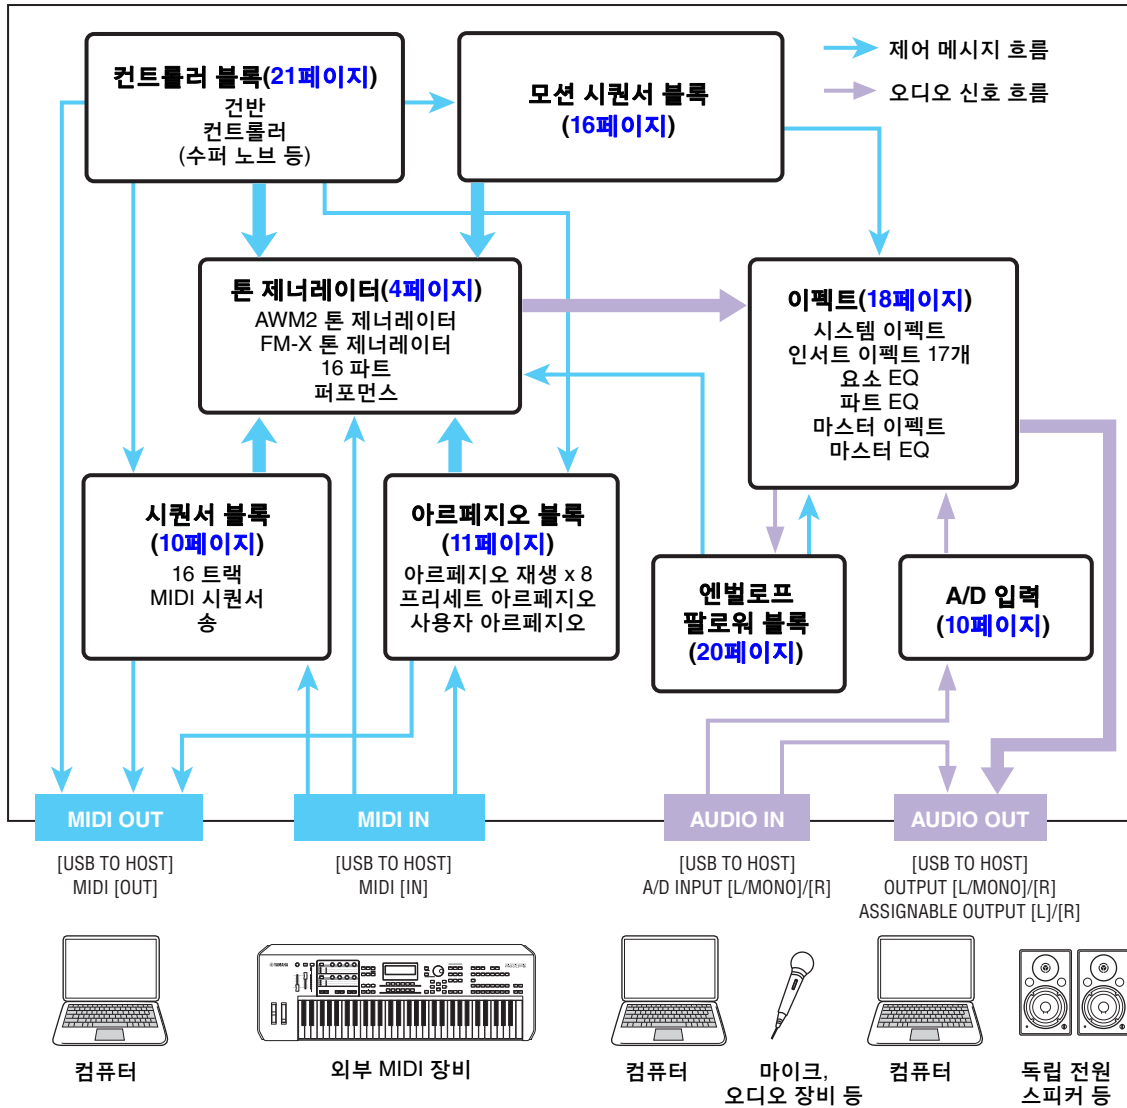 컨트롤러 블록(21페이지)
건반
컨트롤러
(수퍼 노브 등)
모션 시퀀서 블록
(16페이지)
제어 메시지 흐름
오디오 신호 흐름
톤 제너레이터(4페이지)
AWM2 톤 제너레이터
FM-X 톤 제너레이터
16 파트
퍼포먼스
이펙트(18페이지)
시스템 이펙트
인서트 이펙트 17개
요소 EQ
파트 EQ
마스터 이펙트
마스터 EQ
시퀀서 블록
(10페이지)
16 트랙
MIDI 시퀀서
송
아르페지오 블록
(11페이지)
아르페지오 재생 x 8
프리세트 아르페지오
사용자 아르페지오
엔벌로프
팔로워 블록
(20페이지)
A/D 입력
(10페이지)
MIDI OUT
MIDI IN
AUDIO IN
AUDIO OUT
[USB TO HOST]
MIDI [OUT]
[USB TO HOST]
MIDI [IN]
[USB TO HOST]
A/D INPUT [L/MONO]/[R]
[USB TO HOST]
OUTPUT [L/MONO]/[R]
ASSIGNABLE OUTPUT [L]/[R]
컴퓨터
외부 MIDI 장비
컴퓨터
마이크,
오디오 장비 등
컴퓨터
독립 전원
스피커 등